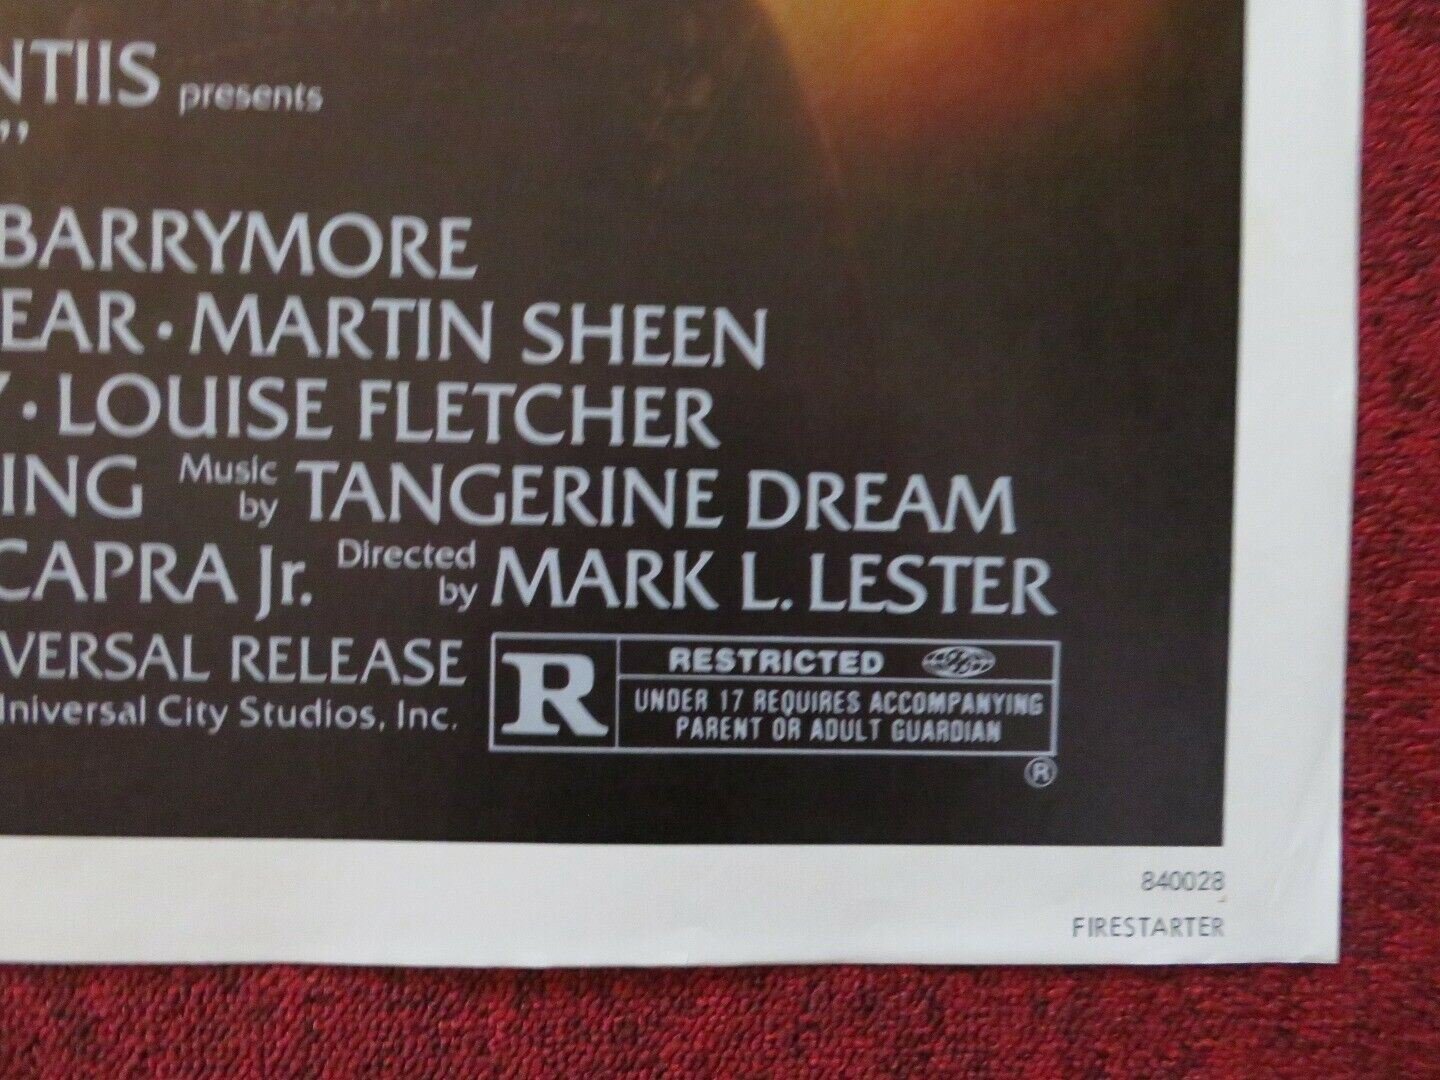 NTIIS presents
”
BARRYMORE
EAR · MARTIN SHEEN
Y · LOUISE FLETCHER
ING Music by TANGERINE DREAM
CAPRA Jr. Directed by MARK L. LESTER
VERSAL RELEASE
Universal City Studios, Inc.
R RESTRICTED
UNDER 17 REQUIRES ACCOMPANYING
PARENT OR ADULT GUARDIAN
®
840028
FIRESTARTER